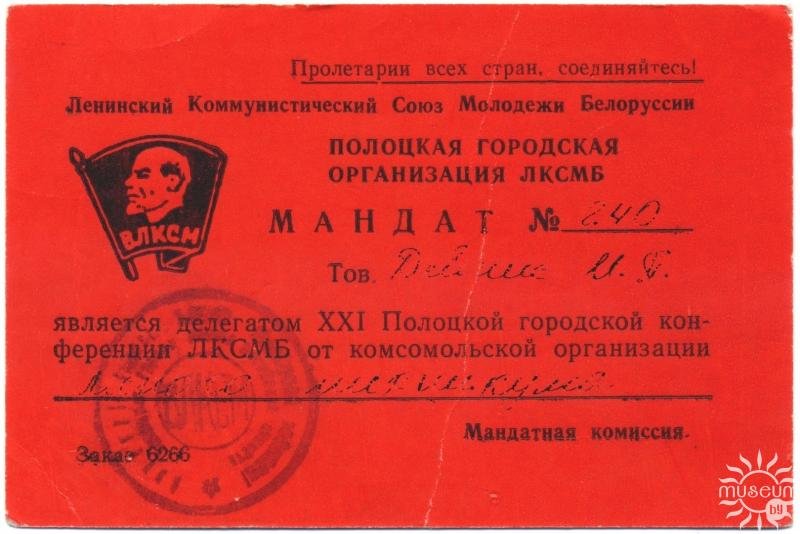 Пролетарии всех стран, соединяйтесь!
Ленинский Коммунистический Союз Молодежи Белоруссии
ПОЛОЦКАЯ ГОРОДСКАЯ
ОРГАНИЗАЦИЯ ЛКСМБ
ВЛКСМ
МАНДАТ № 240
Тов. И.
является делегатом XXI Полоцкой городской кон-
ференции ЛКСМБ от комсомольской организации
Мандатная комиссия.
Заказ 6266
museum
by